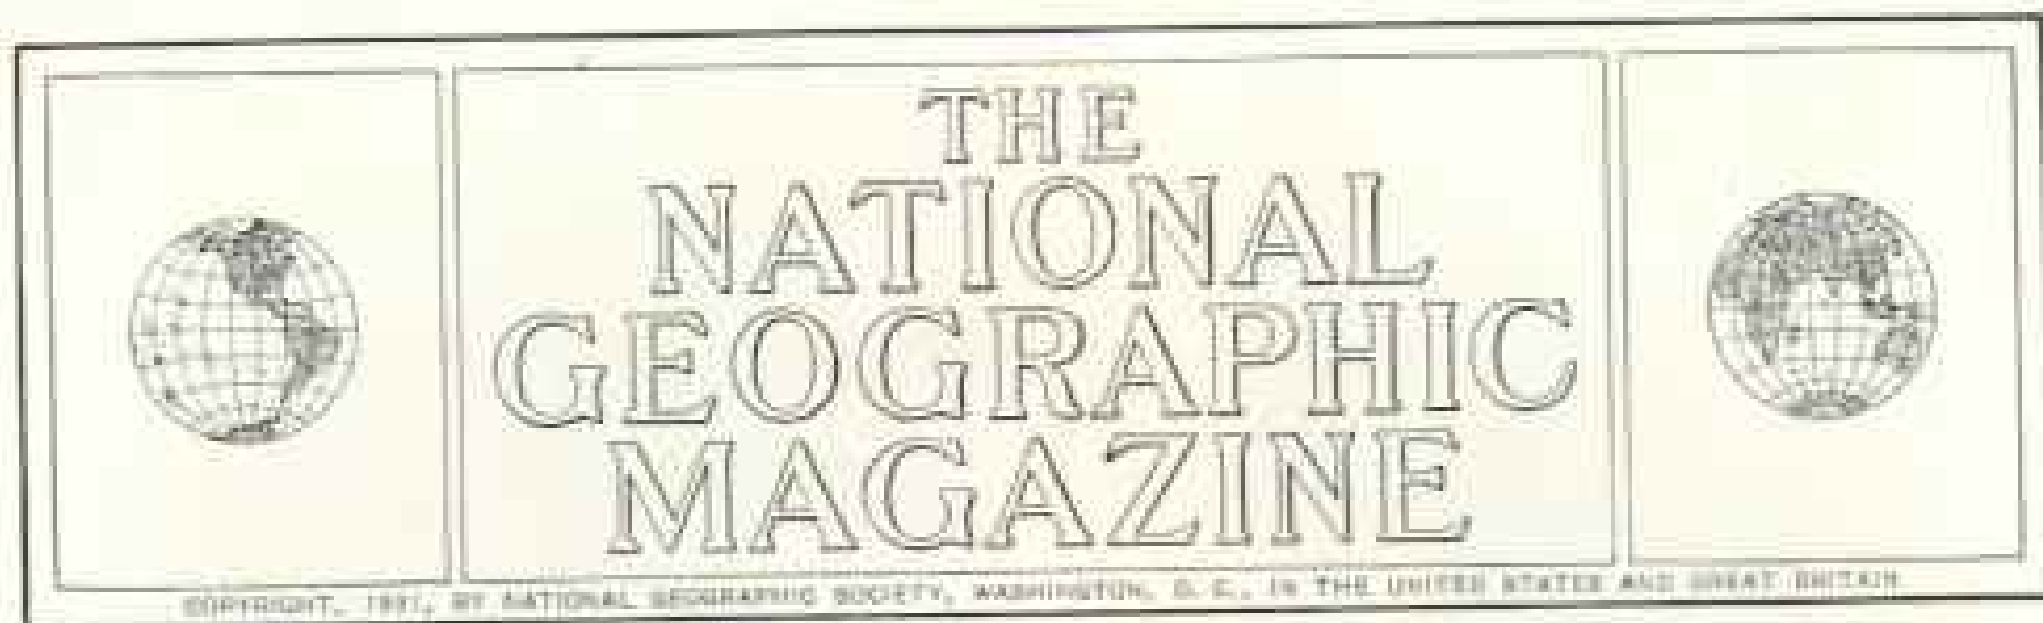 THE
NATIONAL
GEOGRAPHIC
MAGAZINE
COPYRIGHT, BY NATIONAL GEOGRAPHIC SOCIETY, WASHINGTON, D. C., IN THE UNITED STATES AND GREAT BRITAIN